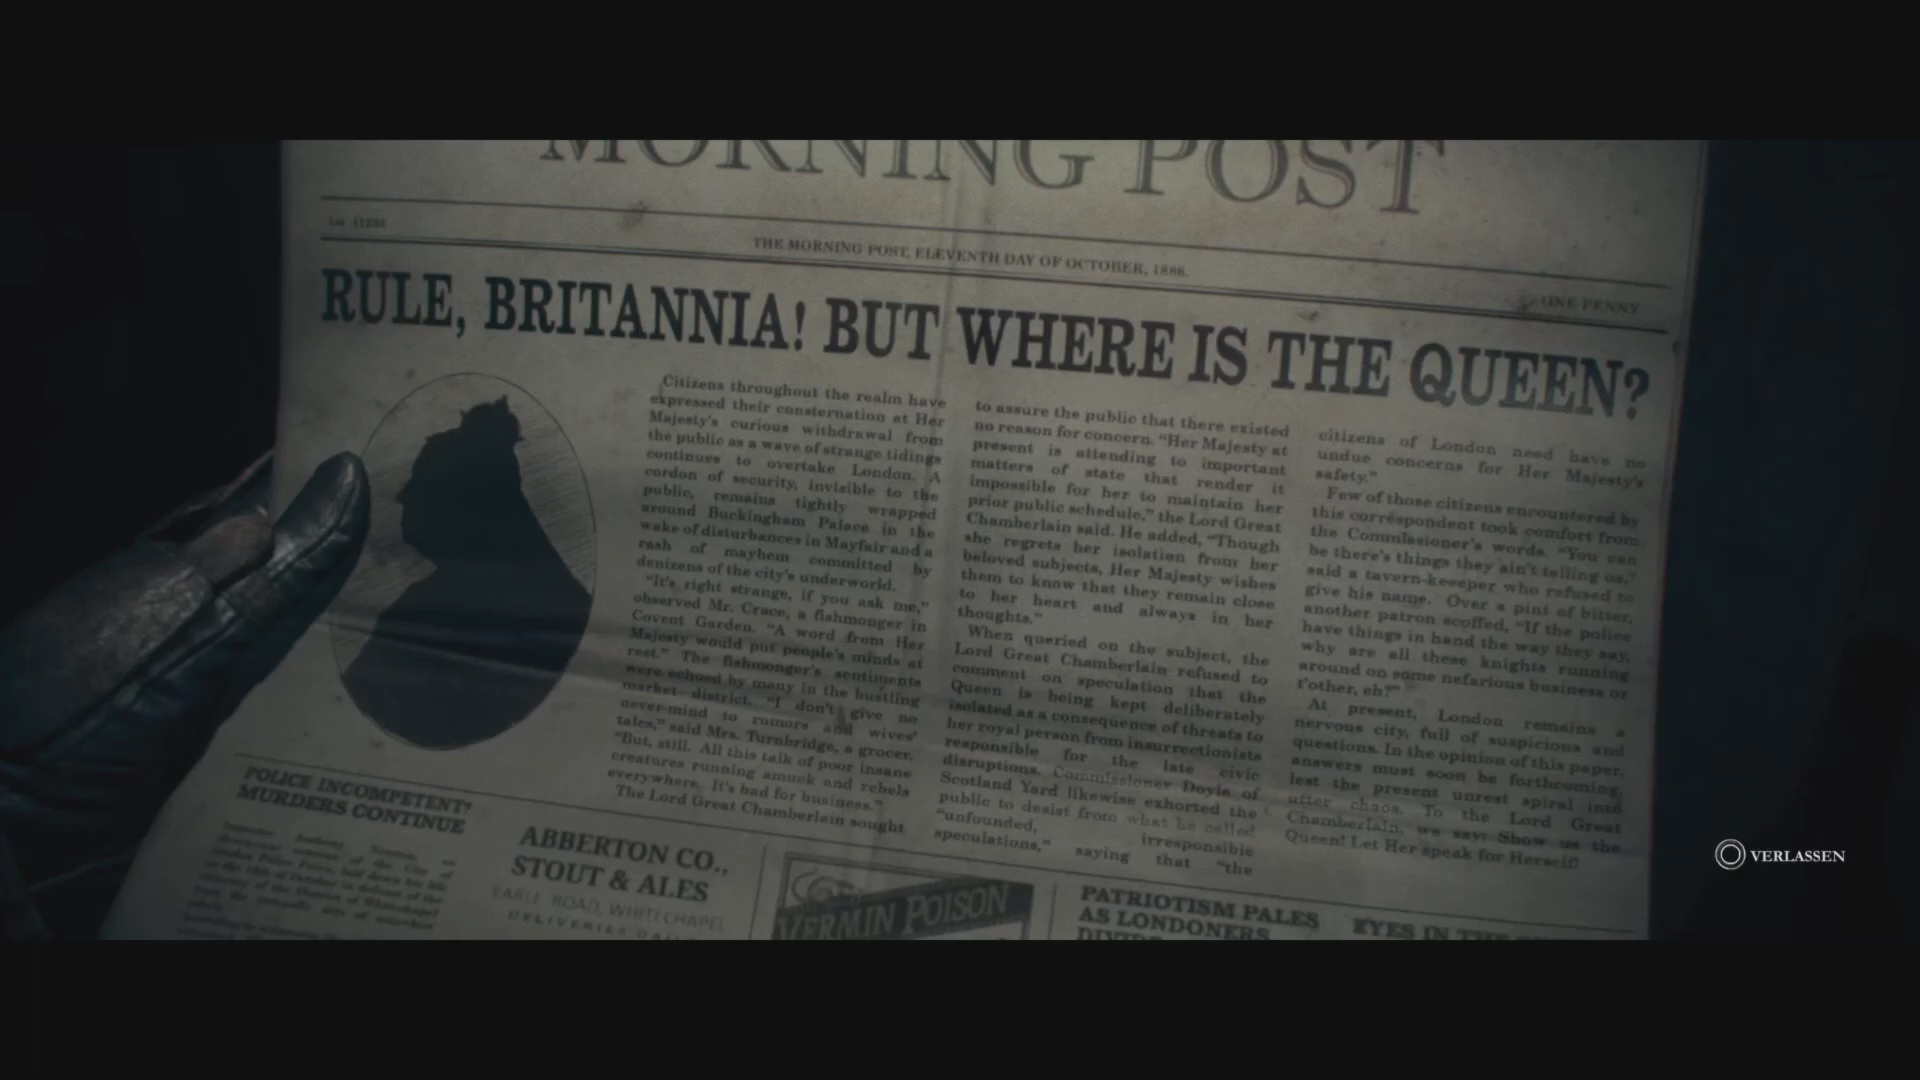 MORNING POST
THE MORNING POST, ELEVENTH DAY OF OCTOBER, 1886.
ONE PENNY
RULE, BRITANNIA! BUT WHERE IS THE QUEEN?
Citizens throughout the realm have
expressed their consternation at Her
Majesty's curious withdrawal from
the public as a wave of strange tidings
continues to overtake London. A
cordon of security, invisible to the
public, remains tightly wrapped
around Buckingham Palace in the
wake of disturbances in Mayfair and a
rash of mayhem committed by
denizens of the city's underworld.
"It's right strange, if you ask me,"
observed Mr. Crace, a fishmonger in
Covent Garden. "A word from Her
Majesty would put people's minds at
rest." The fishmonger's sentiments
were echoed by many in the bustling
market district. "I don't give no
never-mind to rumors and wives'
tales," said Mrs. Turnbridge, a grocer.
"But, still. All this talk of poor insane
creatures running amuck and rebels
everywhere. It's bad for business."
The Lord Great Chamberlain sought
to assure the public that there existed
no reason for concern. "Her Majesty at
present is attending to important
matters of state that render it
impossible for her to maintain her
prior public schedule," the Lord Great
Chamberlain said. He added, "Though
she regrets her isolation from her
beloved subjects, Her Majesty wishes
them to know that they remain close
to her heart and always in her
thoughts."
When queried on the subject, the
Lord Great Chamberlain refused to
comment on speculation that the
Queen is being kept deliberately
isolated as a consequence of threats to
her royal person from insurrectionists
responsible for the late civic
disruptions. Commissioner Doyle of
Scotland Yard likewise exhorted the
public to desist from what he called
"unfounded, irresponsible
speculations," saying that "the
citizens of London need have no
undue concerns for Her Majesty's
safety."
Few of those citizens encountered by
this correspondent took comfort from
the Commissioner's words. "You can
be there's things they ain't telling us,"
said a tavern-keeeper who refused to
give his name. Over a pint of bitter,
another patron scoffed, "If the police
have things in hand the way they say,
why are all these knights running
around on some nefarious business or
t'other, eh?"
At present, London remains a
nervous city, full of suspicions and
questions. In the opinion of this paper,
answers must soon be forthcoming,
lest the present unrest spiral into
utter chaos. To the Lord Great
Chamberlain, we say: Show us the
Queen! Let Her speak for Herself!
POLICE INCOMPETENT?
MURDERS CONTINUE
ABBERTON CO.,
STOUT & ALES
EARLE ROAD, WHITECHAPEL
VERMIN POISON
PATRIOTISM PALES
AS LONDONERS
EYES IN THE
VERLASSEN